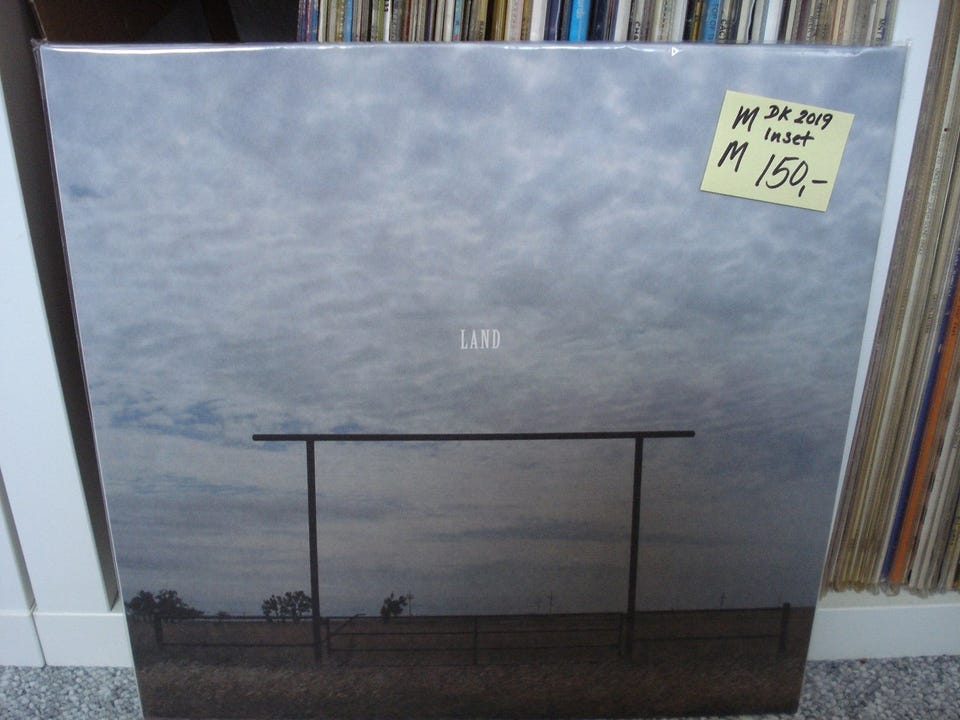 M DK 2019
Inset
M 150,-
LAND